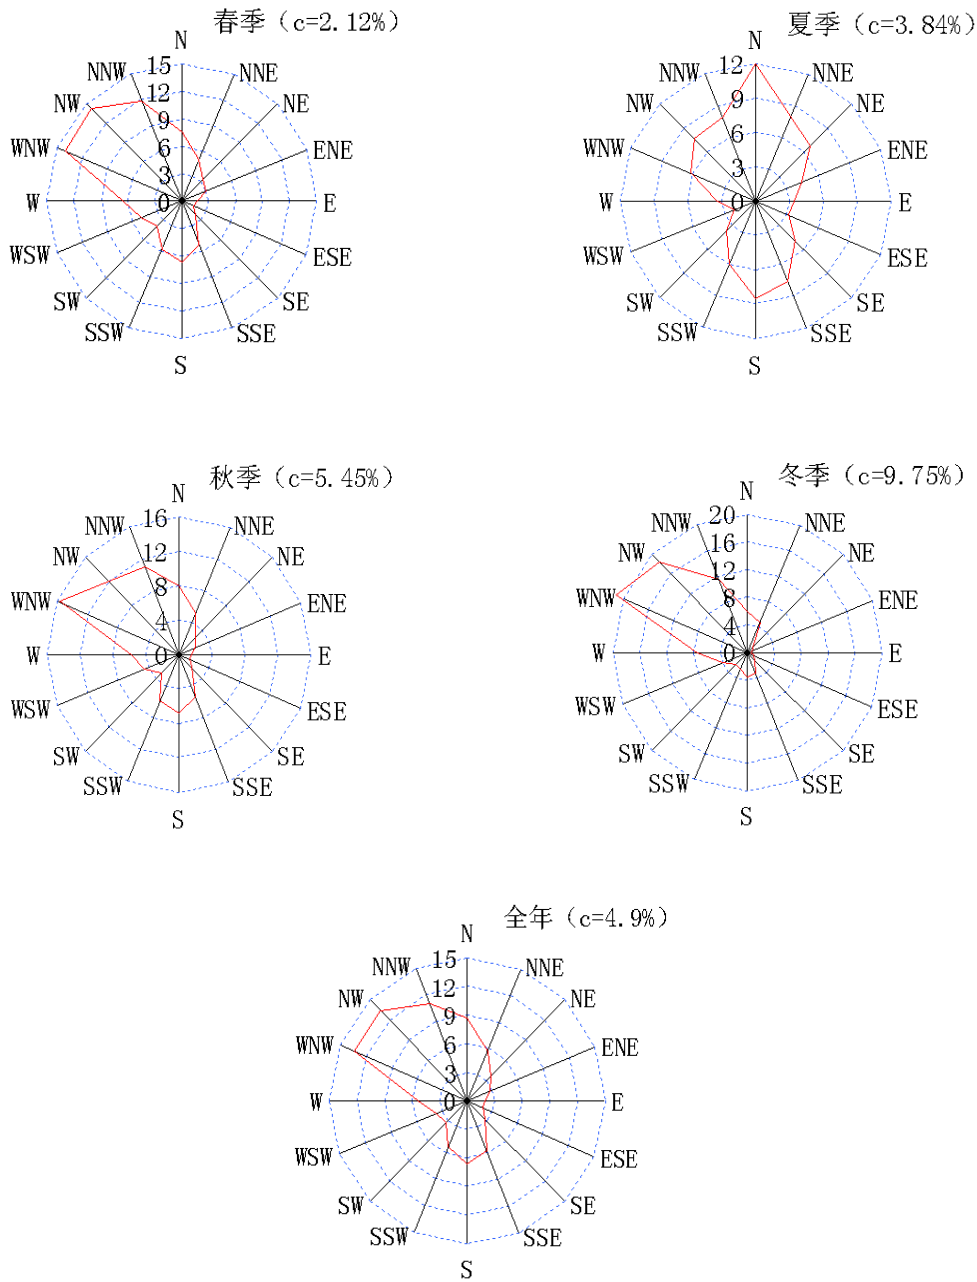 春季（c=2.12%）
N
NNE
NE
ENE
E
ESE
SE
SSE
S
SSW
SW
WSW
W
WNW
NW
NNW
15
12
9
6
3
0
夏季（c=3.84%）
N
NNE
NE
ENE
E
ESE
SE
SSE
S
SSW
SW
WSW
W
WNW
NW
NNW
12
9
6
3
0
秋季（c=5.45%）
N
NNE
NE
ENE
E
ESE
SE
SSE
S
SSW
SW
WSW
W
WNW
NW
NNW
16
12
8
4
0
冬季（c=9.75%）
N
NNE
NE
ENE
E
ESE
SE
SSE
S
SSW
SW
WSW
W
WNW
NW
NNW
20
16
12
8
4
0
全年（c=4.9%）
N
NNE
NE
ENE
E
ESE
SE
SSE
S
SSW
SW
WSW
W
WNW
NW
NNW
15
12
9
6
3
0